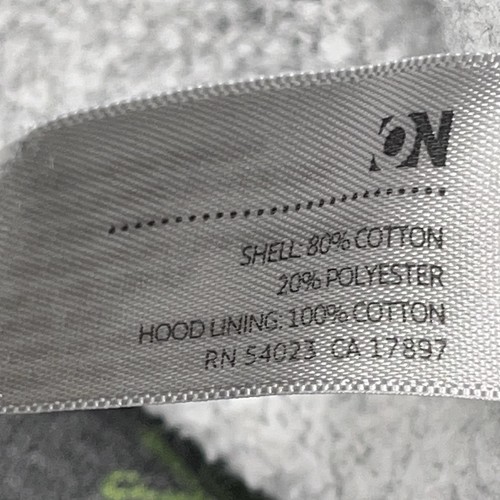 ON
SHELL: 80% COTTON
20% POLYESTER
HOOD LINING: 100% COTTON
RN 54023 CA 17897